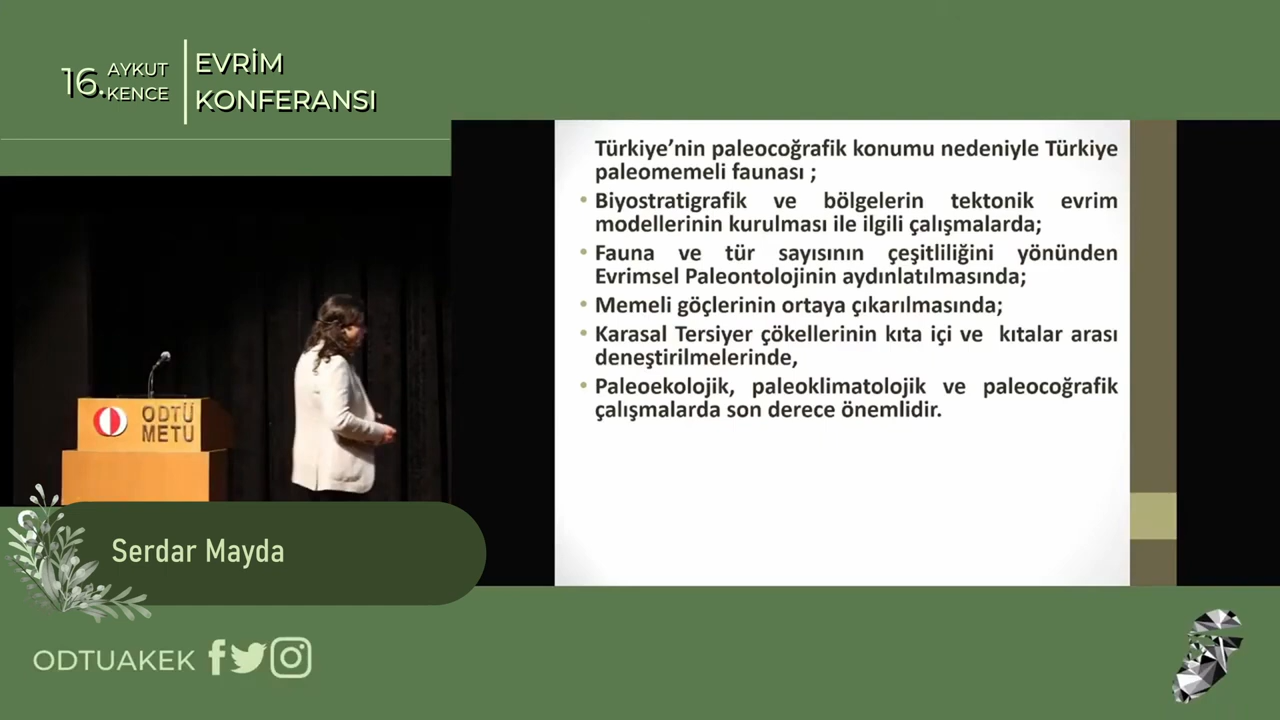 16. AYKUT KENCE
EVRİM
KONFERANSI
Türkiye’nin paleocoğrafik konumu nedeniyle Türkiye
paleomemeli faunası ;
• Biyostratigrafik ve bölgelerin tektonik evrim
modellerinin kurulması ile ilgili çalışmalarda;
• Fauna ve tür sayısının çeşitliliğini yönünden
Evrimsel Paleontolojinin aydınlatılmasında;
• Memeli göçlerinin ortaya çıkarılmasında;
• Karasal Tersiyer çökellerinin kıta içi ve kıtalar arası
deneştirilmelerinde,
• Paleoekolojik, paleoklimatolojik ve paleocoğrafik
çalışmalarda son derece önemlidir.
ODTÜ
METU
Serdar Mayda
ODTUAKEK